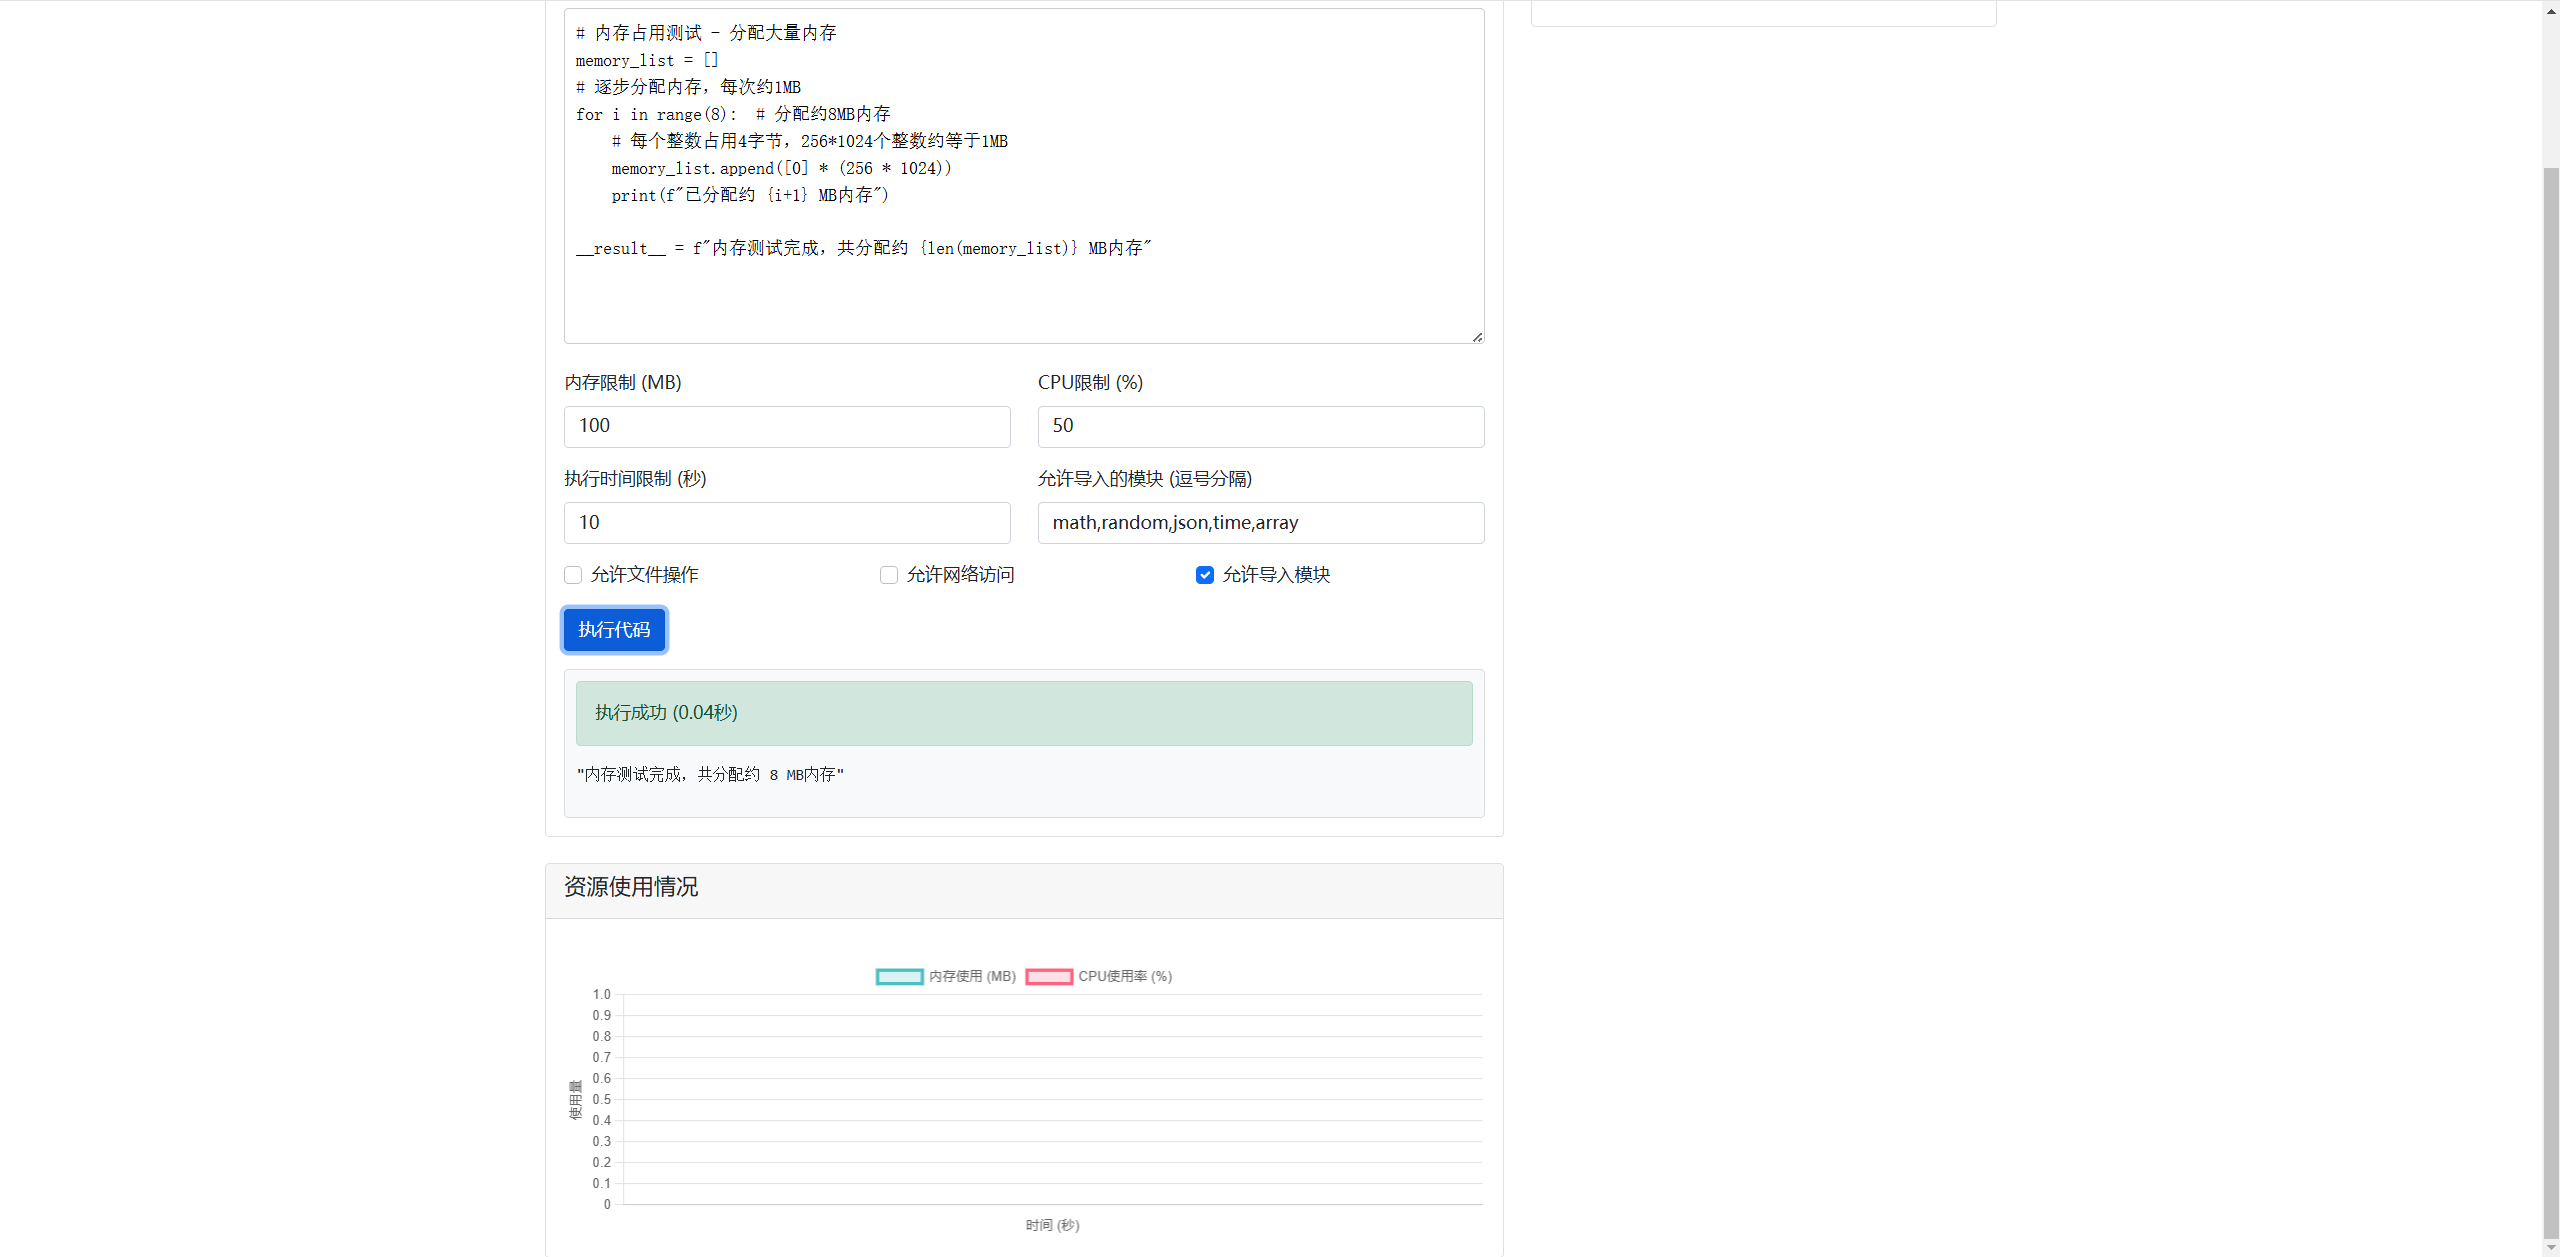 # 内存占用测试 - 分配大量内存
memory_list = []
# 逐步分配内存，每次约1MB
for i in range(8):  # 分配约8MB内存
    # 每个整数占用4字节，256*1024个整数约等于1MB
    memory_list.append([0] * (256 * 1024))
    print(f"已分配约 {i+1} MB内存")
__result__ = f"内存测试完成，共分配约 {len(memory_list)} MB内存"
内存限制 (MB)
CPU限制 (%)
100
50
执行时间限制 (秒)
允许导入的模块 (逗号分隔)
10
math,random,json,time,array
允许文件操作
允许网络访问
允许导入模块
执行代码
执行成功 (0.04秒)
"内存测试完成，共分配约 8 MB内存"
资源使用情况
内存使用 (MB)
CPU使用率 (%)
1.0
0.9
0.8
0.7
0.6
0.5
0.4
0.3
0.2
0.1
0
使用量
时间 (秒)